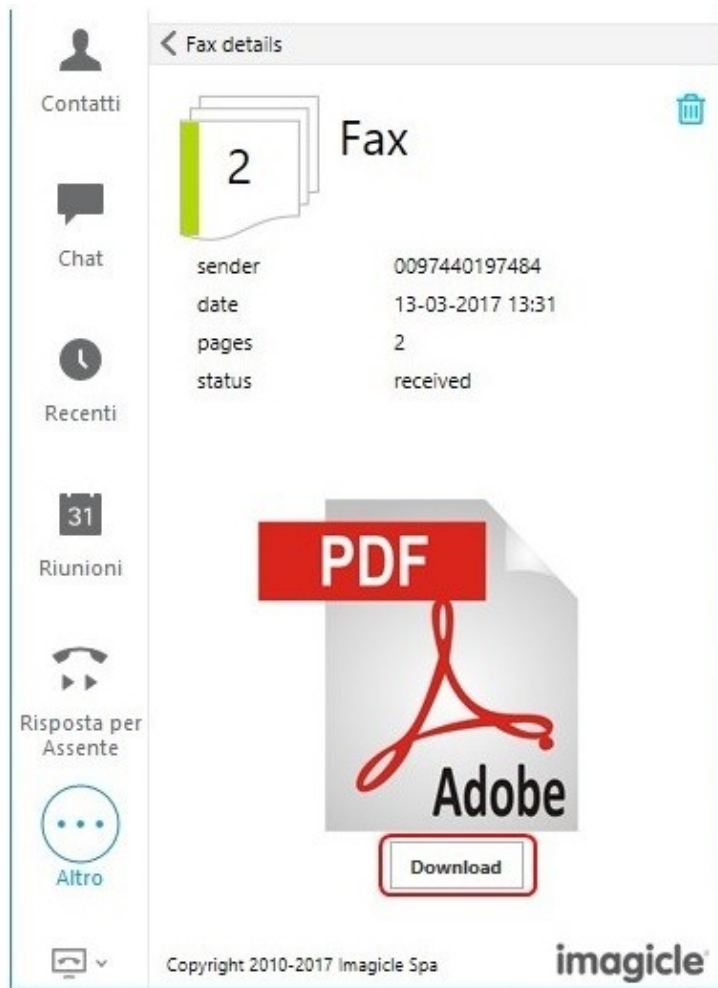 Contatti
Chat
Recenti
31
Riunioni
Risposta per
Assente
Altro
Fax details
2
Fax
sender 0097440197484
date 13-03-2017 13:31
pages 2
status received
PDF
Adobe
Download
Copyright 2010-2017 Imagicle Spa
imagicle